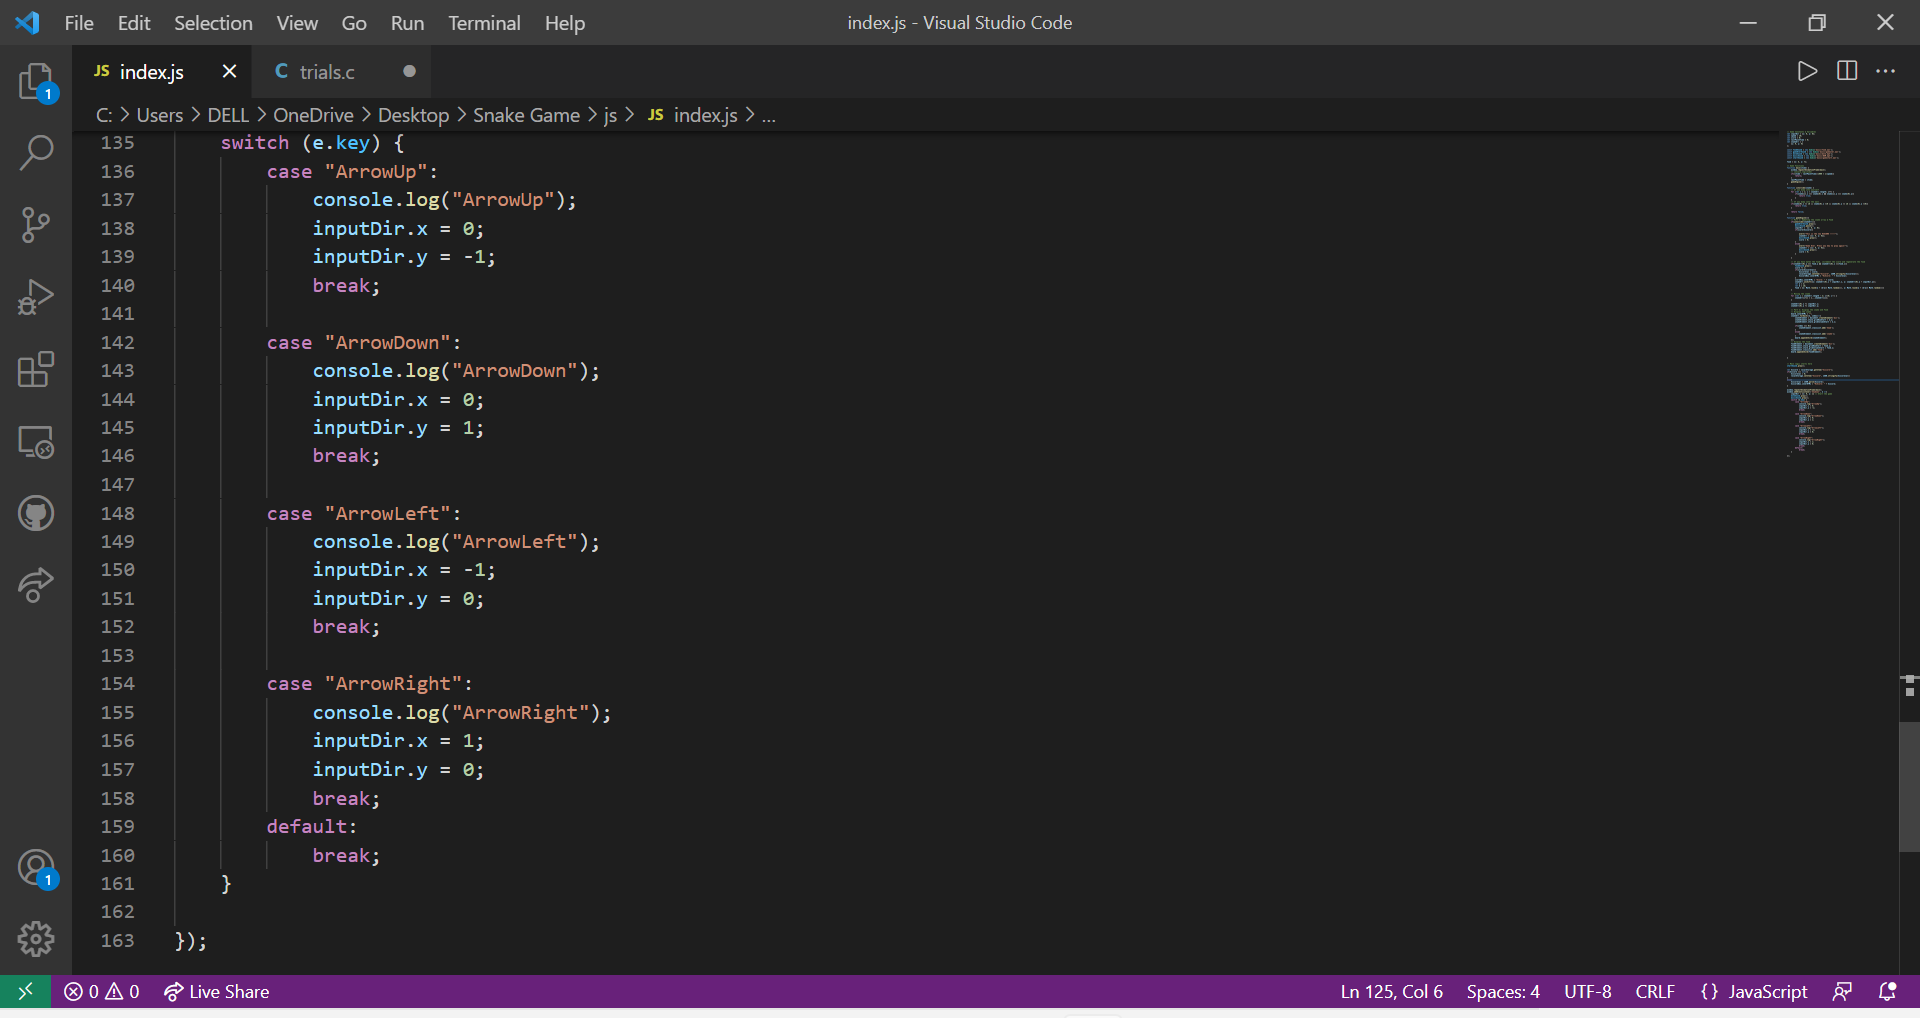 File Edit Selection View Go Run Terminal Help
index.js - Visual Studio Code
JS index.js
C trials.c
C: > Users > DELL > OneDrive > Desktop > Snake Game > js > JS index.js > ...
135 switch (e.key) {
136 case "ArrowUp":
137 console.log("ArrowUp");
138 inputDir.x = 0;
139 inputDir.y = -1;
140 break;
141
142 case "ArrowDown":
143 console.log("ArrowDown");
144 inputDir.x = 0;
145 inputDir.y = 1;
146 break;
147
148 case "ArrowLeft":
149 console.log("ArrowLeft");
150 inputDir.x = -1;
151 inputDir.y = 0;
152 break;
153
154 case "ArrowRight":
155 console.log("ArrowRight");
156 inputDir.x = 1;
157 inputDir.y = 0;
158 break;
159 default:
160 break;
161 }
162
163 });
1
1
0 0 Live Share
Ln 125, Col 6 Spaces: 4 UTF-8 CRLF {} JavaScript